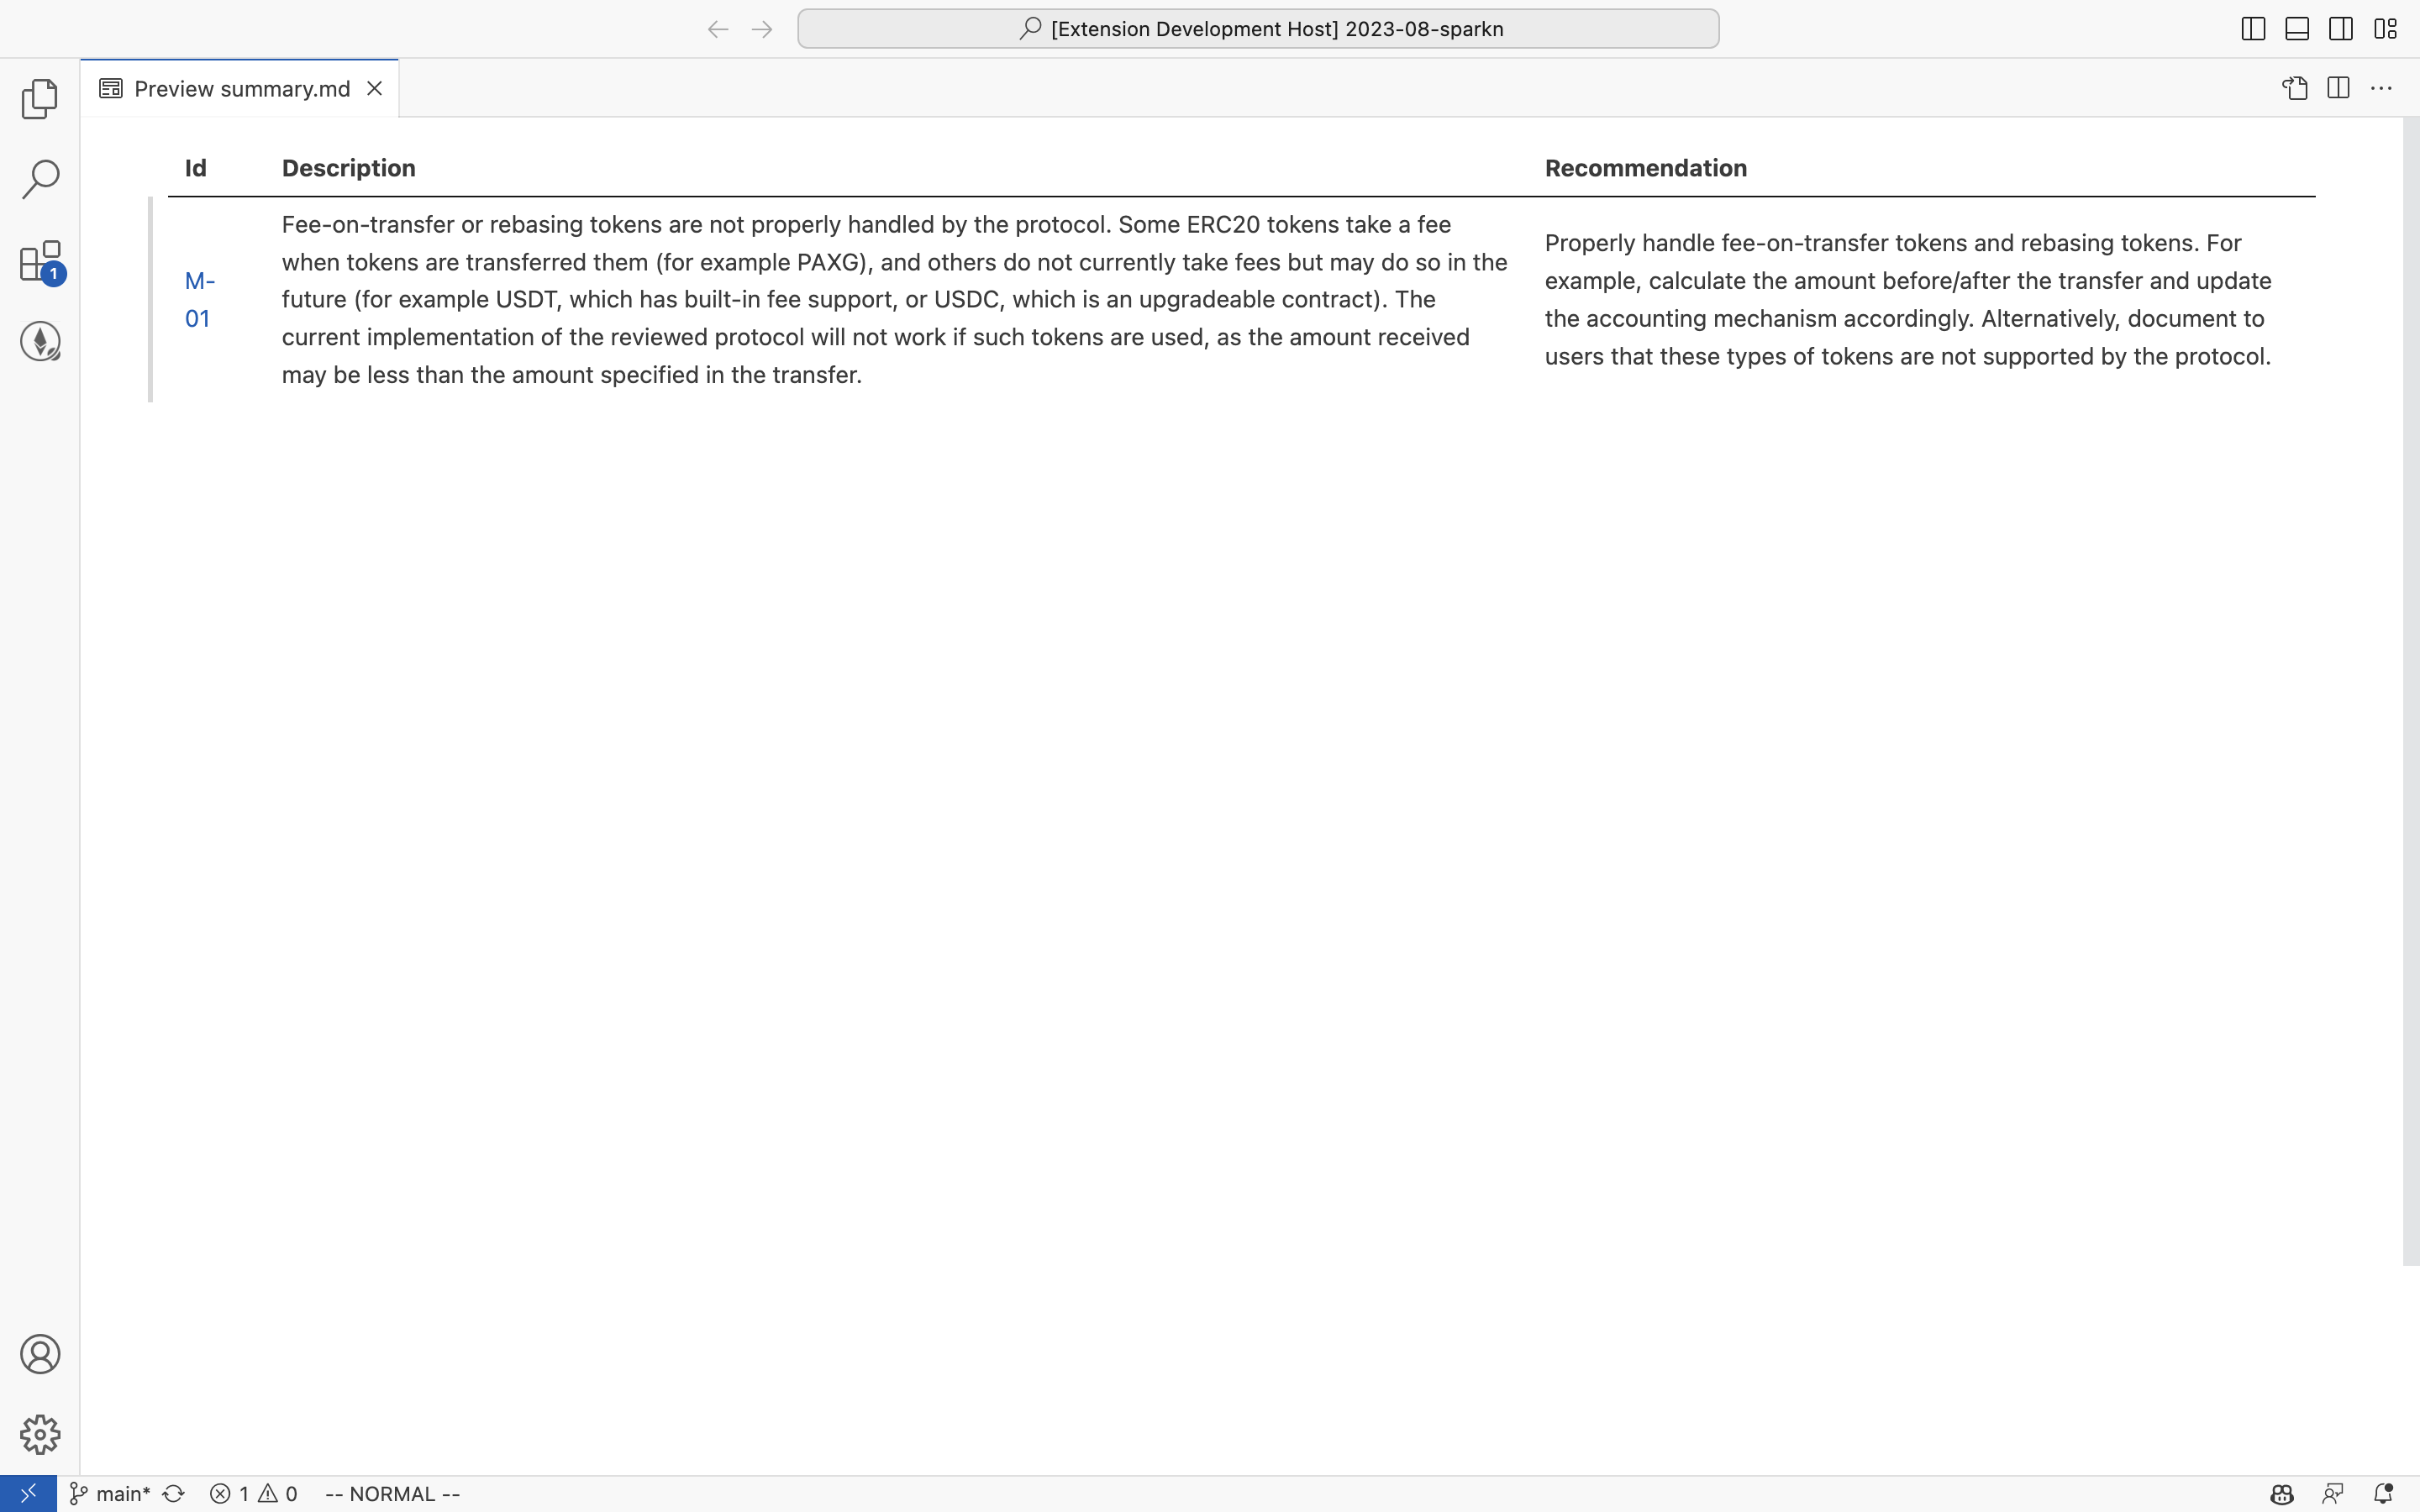 [Extension Development Host] 2023-08-sparkn
Preview summary.md
Id Description Recommendation
M-
01
Fee-on-transfer or rebasing tokens are not properly handled by the protocol. Some ERC20 tokens take a fee
when tokens are transferred them (for example PAXG), and others do not currently take fees but may do so in the
future (for example USDT, which has built-in fee support, or USDC, which is an upgradeable contract). The
current implementation of the reviewed protocol will not work if such tokens are used, as the amount received
may be less than the amount specified in the transfer.
Properly handle fee-on-transfer tokens and rebasing tokens. For
example, calculate the amount before/after the transfer and update
the accounting mechanism accordingly. Alternatively, document to
users that these types of tokens are not supported by the protocol.
1
main* 1 0 -- NORMAL --